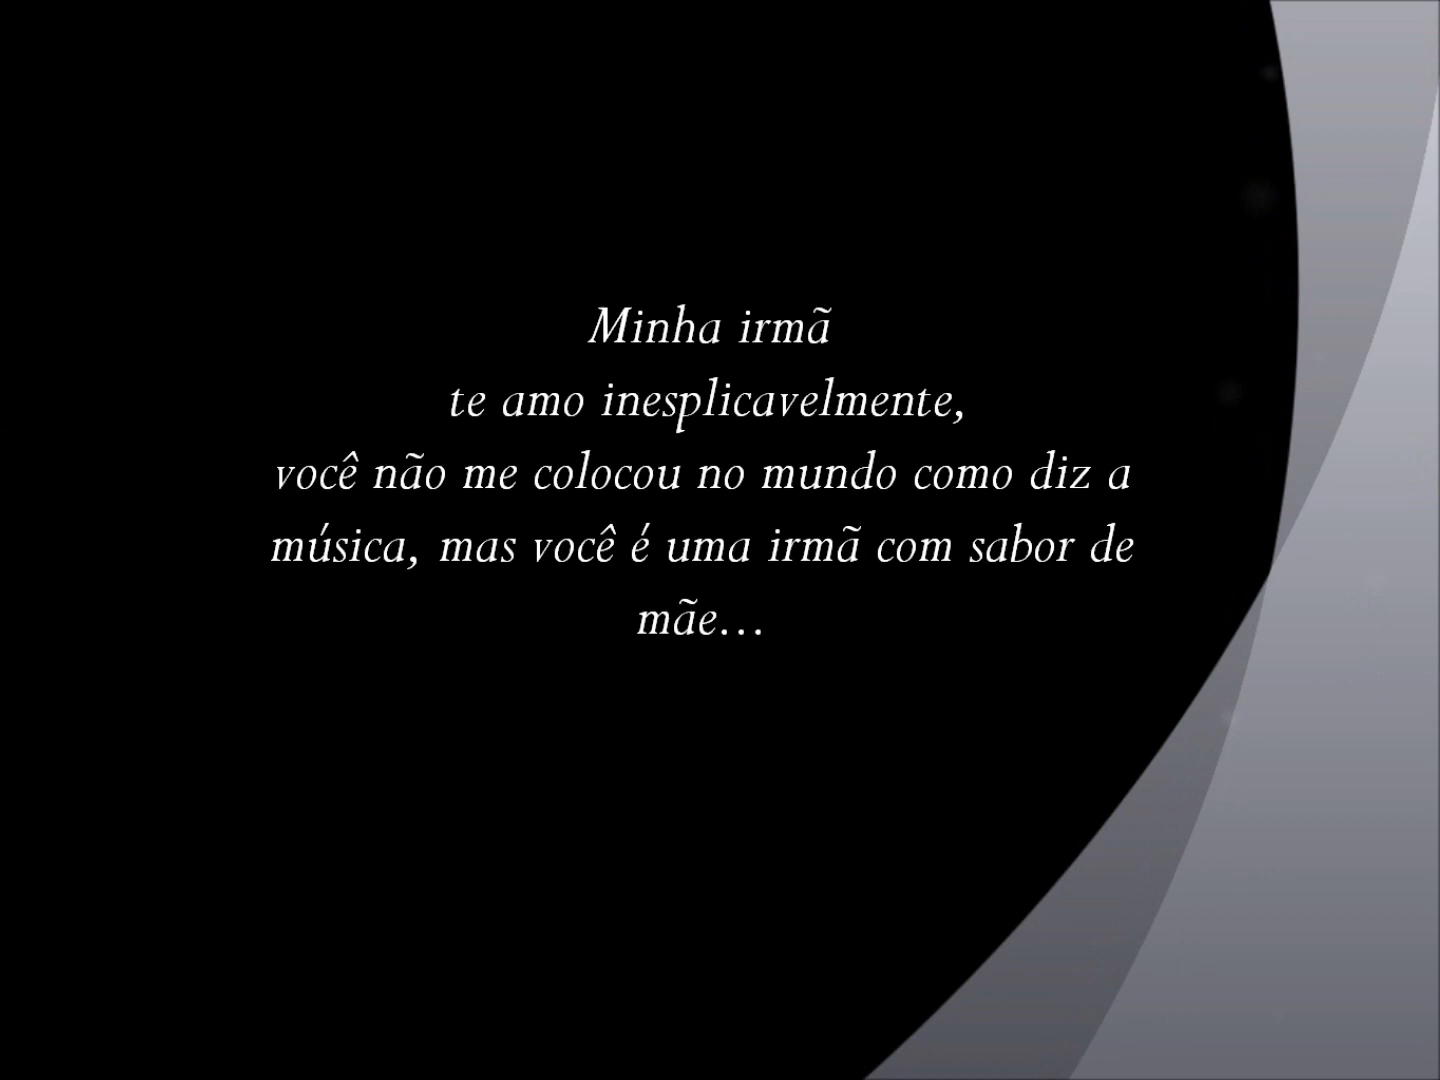 Minha irmã
te amo inesplicavelmente,
você não me colocou no mundo como diz a
música, mas você é uma irmã com sabor de
mãe...